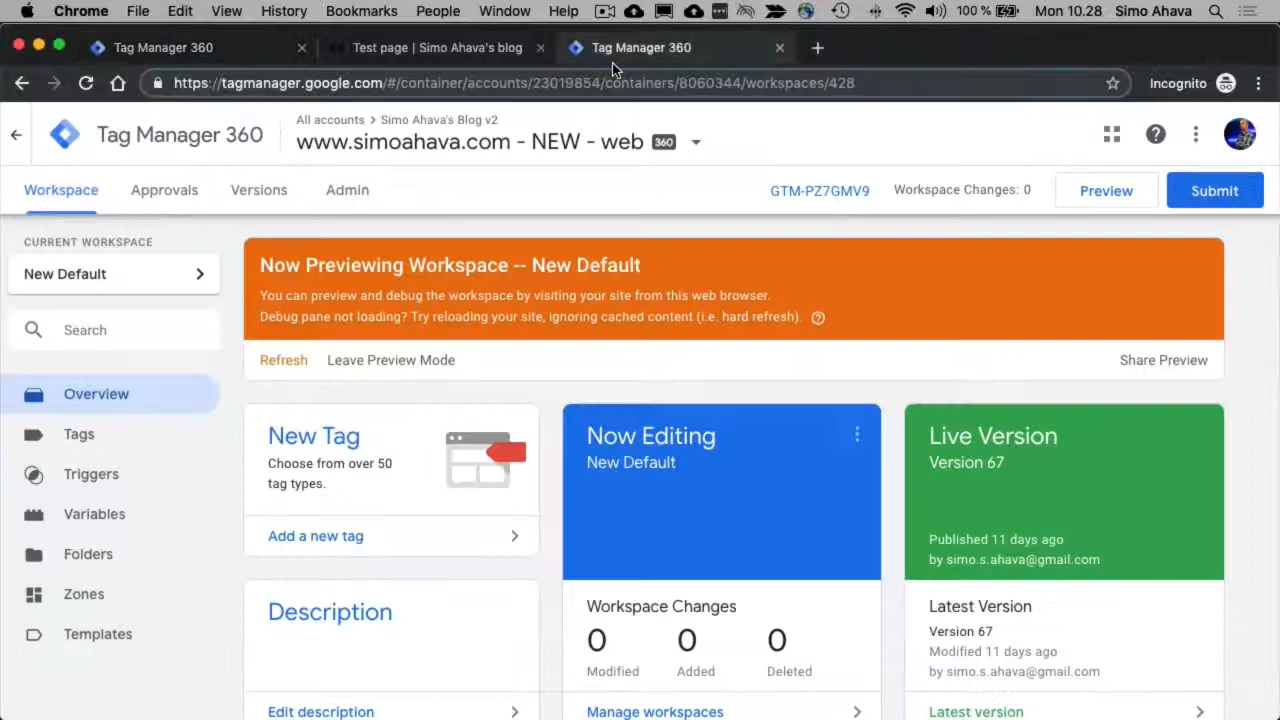 Chrome File Edit View History Bookmarks People Window Help 100 % Mon 10.28 Simo Ahava
Tag Manager 360 Test page | Simo Ahava's blog Tag Manager 360
https://tagmanager.google.com/#/container/accounts/23019854/containers/8060344/workspaces/428 Incognito
All accounts > Simo Ahava's Blog v2
Tag Manager 360 www.simoahava.com - NEW - web 360
Workspace Approvals Versions Admin GTM-PZ7GMV9 Workspace Changes: 0 Preview Submit
CURRENT WORKSPACE
New Default
Search
Overview
Tags
Triggers
Variables
Folders
Zones
Templates
Now Previewing Workspace -- New Default
You can preview and debug the workspace by visiting your site from this web browser.
Debug pane not loading? Try reloading your site, ignoring cached content (i.e. hard refresh).
Refresh Leave Preview Mode Share Preview
New Tag
Choose from over 50
tag types.
Add a new tag
Description
Edit description
Now Editing
New Default
Workspace Changes
0 0 0
Modified Added Deleted
Manage workspaces
Live Version
Version 67
Published 11 days ago
by simo.s.ahava@gmail.com
Latest Version
Version 67
Modified 11 days ago
by simo.s.ahava@gmail.com
Latest version